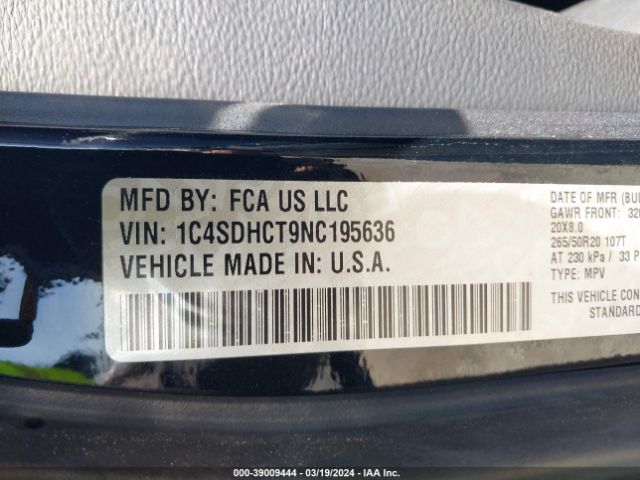 MFD BY: FCA US LLC
VIN: 1C4SDHCT9NC195636
VEHICLE MADE IN: U.S.A.
DATE OF MFR
GAWR FRONT:
20X8.0
265/50R20 107T
AT 230 kPa / 33
TYPE: MPV
THIS VEHICLE
STANDARD
000-39009444 - 03/19/2024 - IAA Inc.